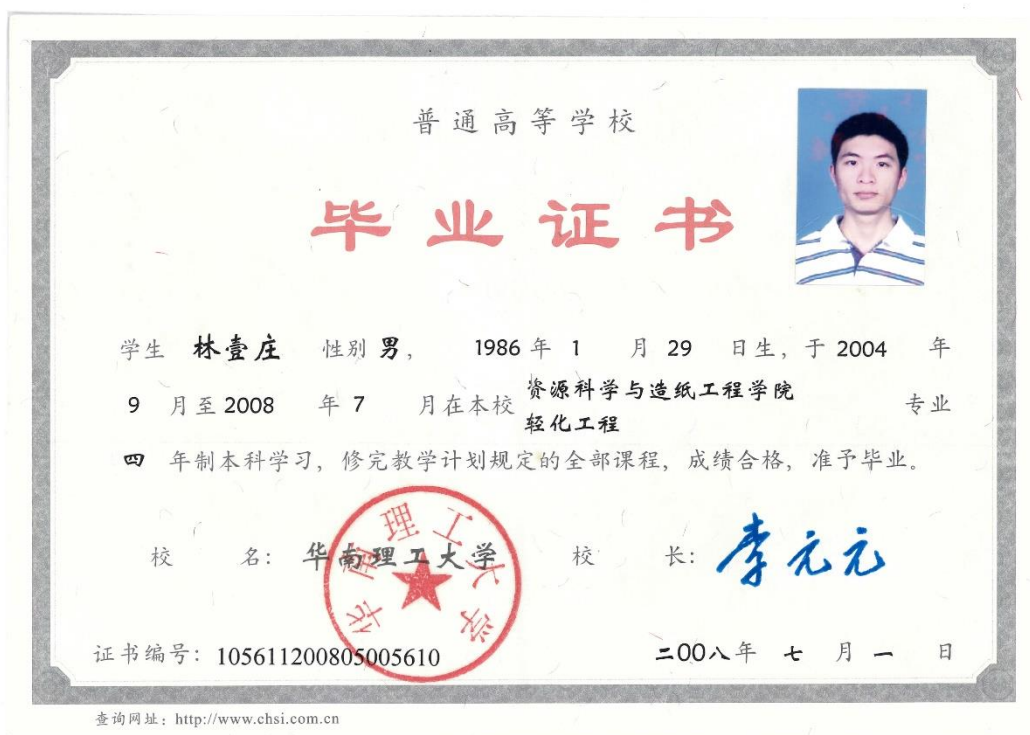 普通高等学校
毕业证书
学生 林壹庄 性别 男, 1986 年 1 月 29 日生, 于 2004 年
9 月至 2008 年 7 月在本校 资源科学与造纸工程学院
轻化工程 专业
四 年制本科学习, 修完教学计划规定的全部课程, 成绩合格, 准予毕业。
校 名: 华南理工大学 校 长: 李元元
华南理工大学
证书编号: 105611200805005610 二00八年 七 月 一 日
查询网址: http://www.chsi.com.cn